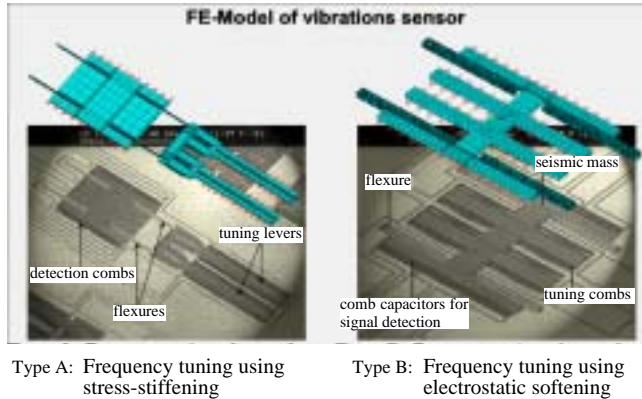 FE-Model of vibrations sensor
seismic mass
flexure
tuning levers
detection combs
flexures
tuning combs
comb capacitors for
signal detection
Type A: Frequency tuning using
stress-stiffening
Type B: Frequency tuning using
electrostatic softening